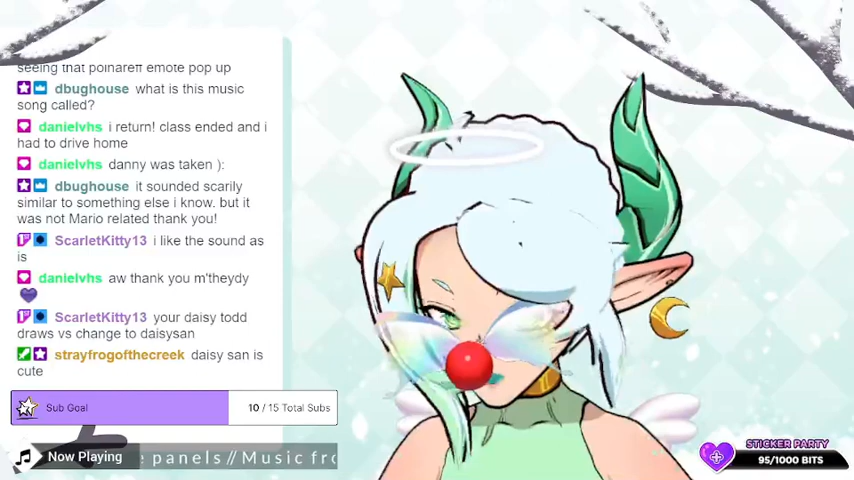 seeing that poinareff emote pop up
dbughouse what is this music
song called?
danielvhs i return! class ended and i
had to drive home
danielvhs danny was taken ):
dbughouse it sounded scarily
similar to something else i know. but it
was not Mario related thank you!
ScarletKitty13 i like the sound as
is
danielvhs aw thank you m'theydy
ScarletKitty13 your daisy todd
draws vs change to daisysan
strayfrogofthecreek daisy san is
cute
Sub Goal 10 / 15 Total Subs
Now Playing e panels//Music fro
STICKER PARTY
95/1000 BITS